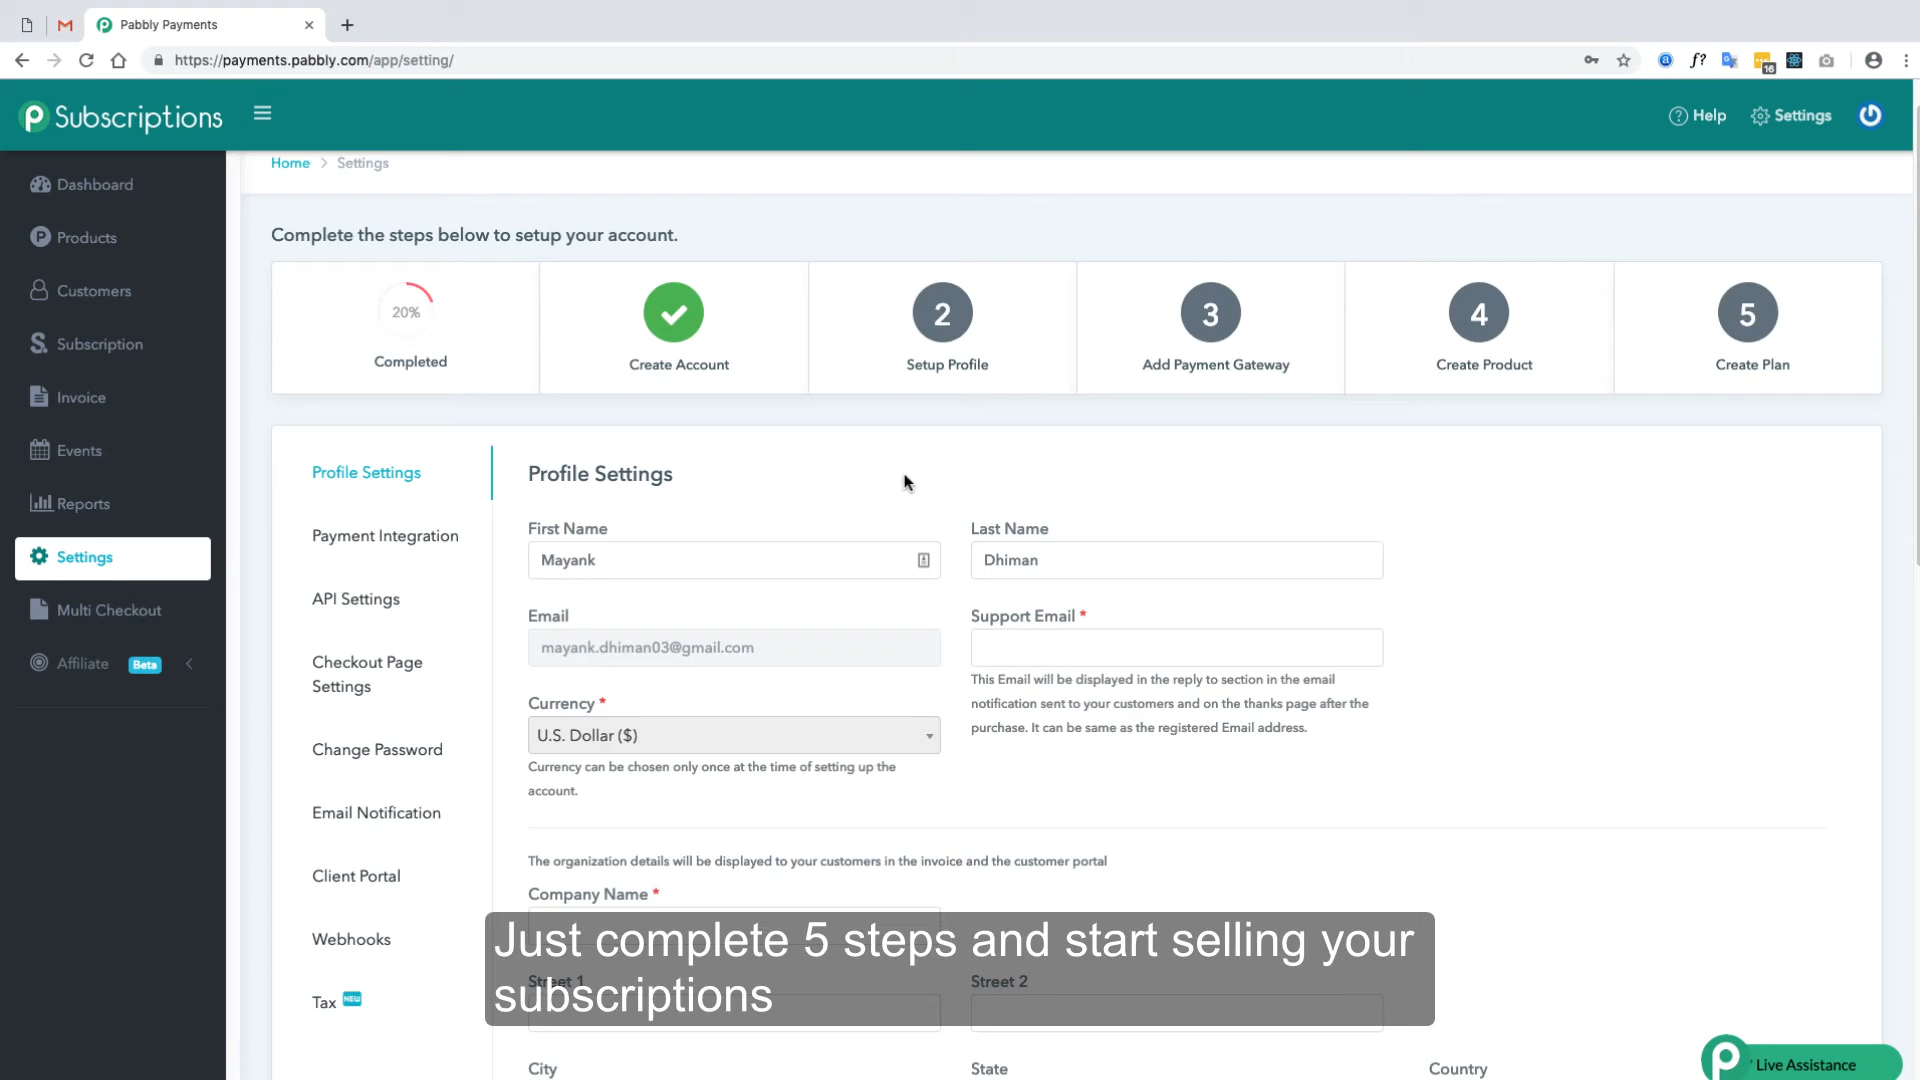 Pabbly Payments
https://payments.pabbly.com/app/setting/
f?
16
Subscriptions
Help
Settings
Home > Settings
Dashboard
Products
Customers
Subscription
Invoice
Events
Reports
Settings
Multi Checkout
Affiliate Beta
Complete the steps below to setup your account.
20%
Completed
Create Account
2
Setup Profile
3
Add Payment Gateway
4
Create Product
5
Create Plan
Profile Settings
Payment Integration
API Settings
Checkout Page
Settings
Change Password
Email Notification
Client Portal
Webhooks
Tax NEW
Profile Settings
First Name
Mayank
Last Name
Dhiman
Email
mayank.dhiman03@gmail.com
Support Email *
This Email will be displayed in the reply to section in the email
notification sent to your customers and on the thanks page after the
purchase. It can be same as the registered Email address.
Currency *
U.S. Dollar ($)
Currency can be chosen only once at the time of setting up the
account.
The organization details will be displayed to your customers in the invoice and the customer portal
Company Name *
Just complete 5 steps and start selling your
subscriptions
Street 1
Street 2
City
State
Country
Live Assistance